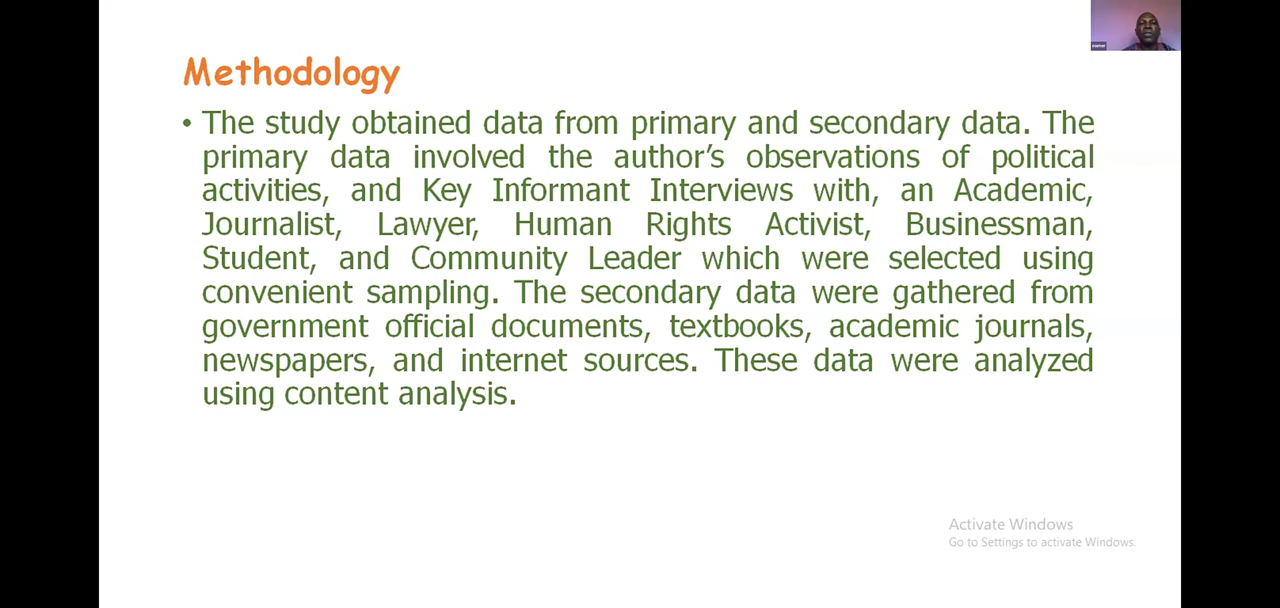 Methodology
• The study obtained data from primary and secondary data. The
primary data involved the author's observations of political
activities, and Key Informant Interviews with, an Academic,
Journalist, Lawyer, Human Rights Activist, Businessman,
Student, and Community Leader which were selected using
convenient sampling. The secondary data were gathered from
government official documents, textbooks, academic journals,
newspapers, and internet sources. These data were analyzed
using content analysis.
Activate Windows
Go to Settings to activate Windows.